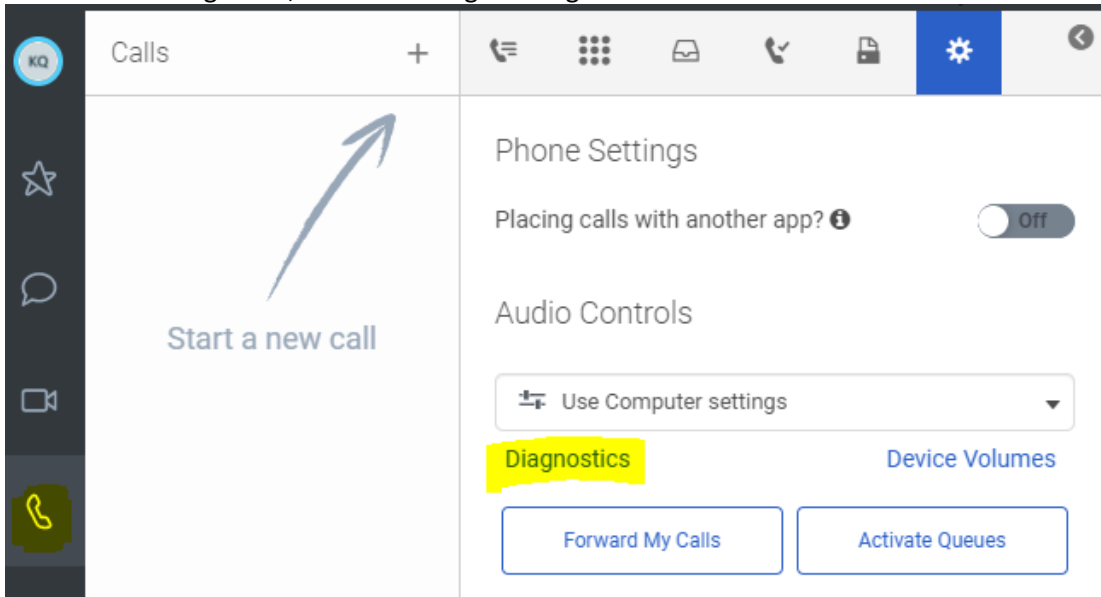 KQ
Calls +
Start a new call
Phone Settings
Placing calls with another app?
Off
Audio Controls
Use Computer settings
Diagnostics
Device Volumes
Forward My Calls
Activate Queues